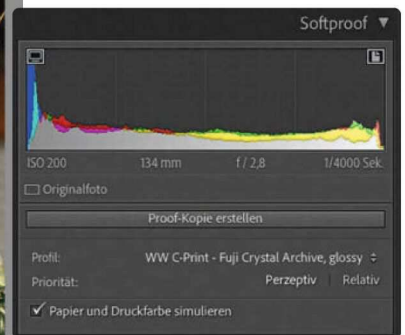 Softproof
ISO 200 134 mm f / 2,8 1/4000 Sek.
Originalfoto
Proof-Kopie erstellen
Profil: WW C-Print - Fuji Crystal Archive, glossy
Priorität: Perzeptiv Relativ
Papier und Druckfarbe simulieren